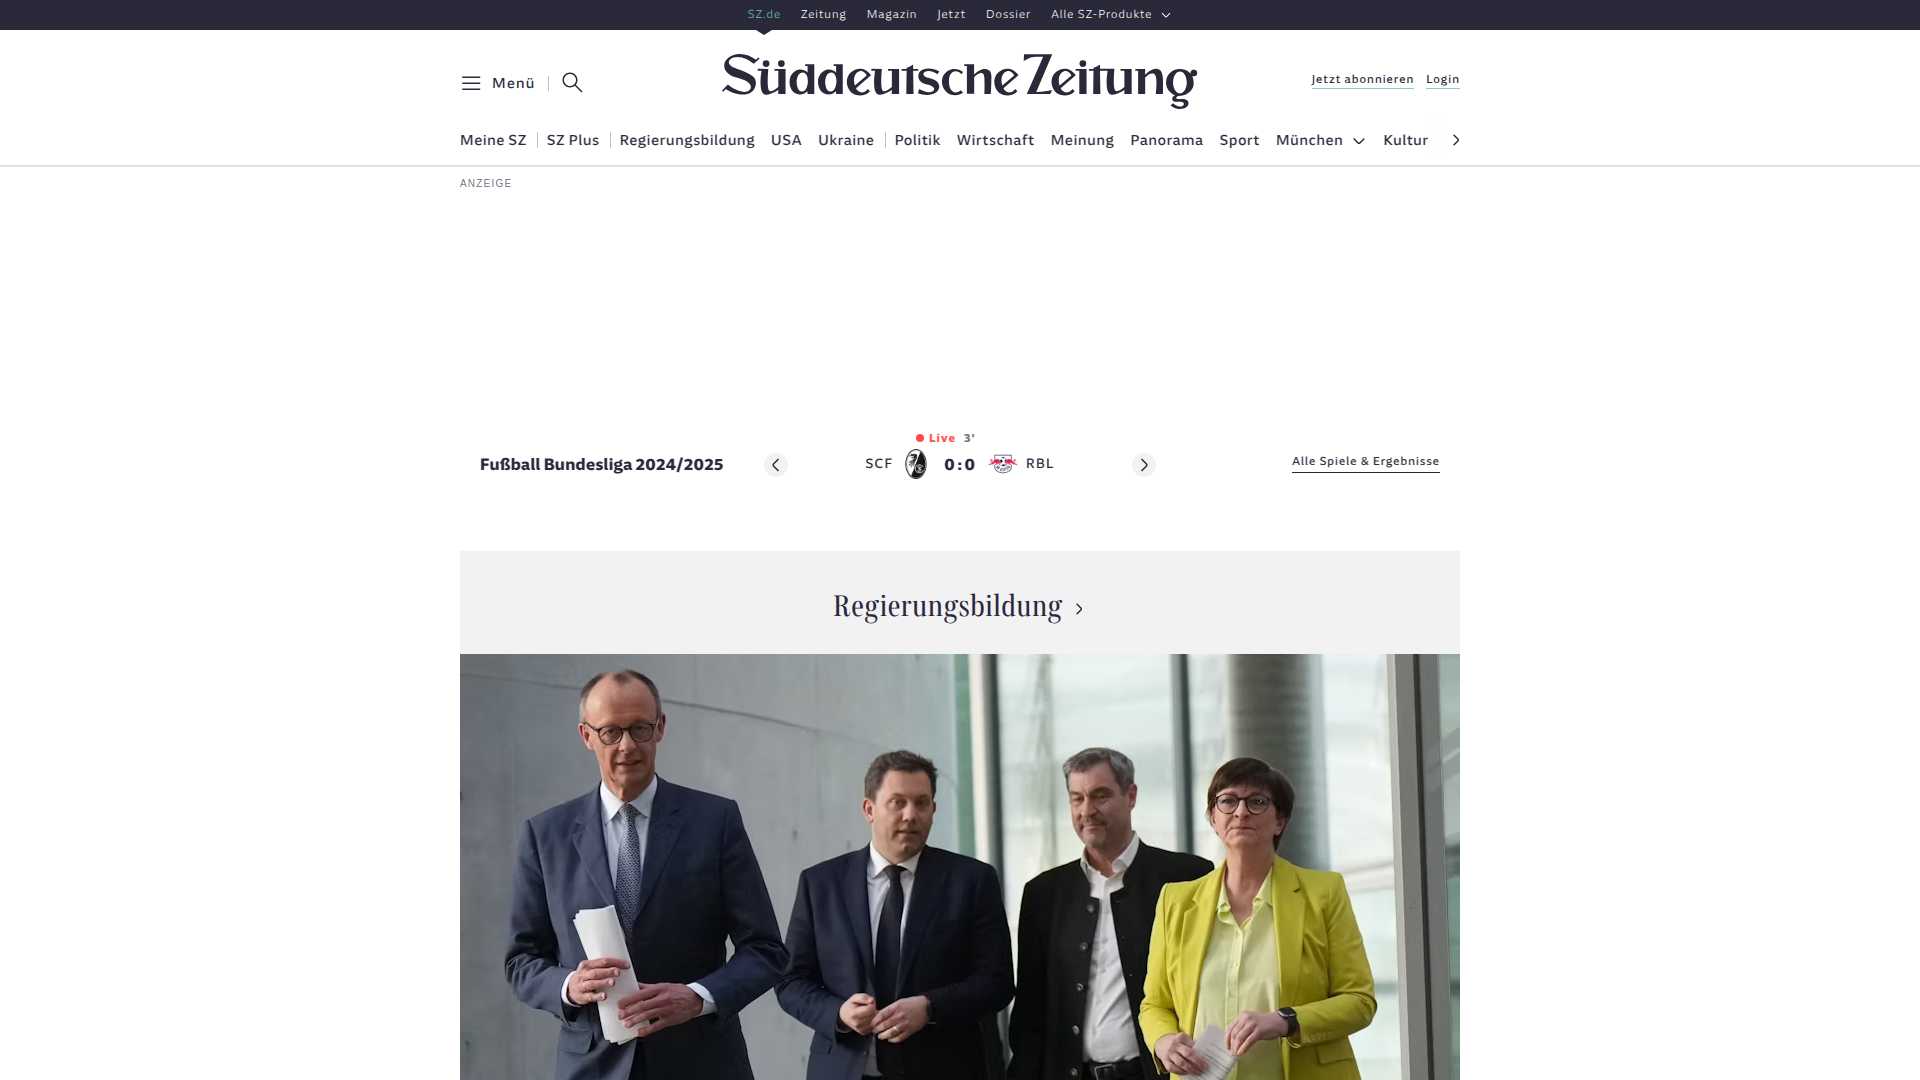 SZ.de Zeitung Magazin Jetzt Dossier Alle SZ-Produkte
Menü
Süddeutsche Zeitung
Jetzt abonnieren Login
Meine SZ SZ Plus Regierungsbildung USA Ukraine Politik Wirtschaft Meinung Panorama Sport München Kultur
ANZEIGE
Live 3'
Fußball Bundesliga 2024/2025
SCF 0:0 RBL
Alle Spiele & Ergebnisse
Regierungsbildung